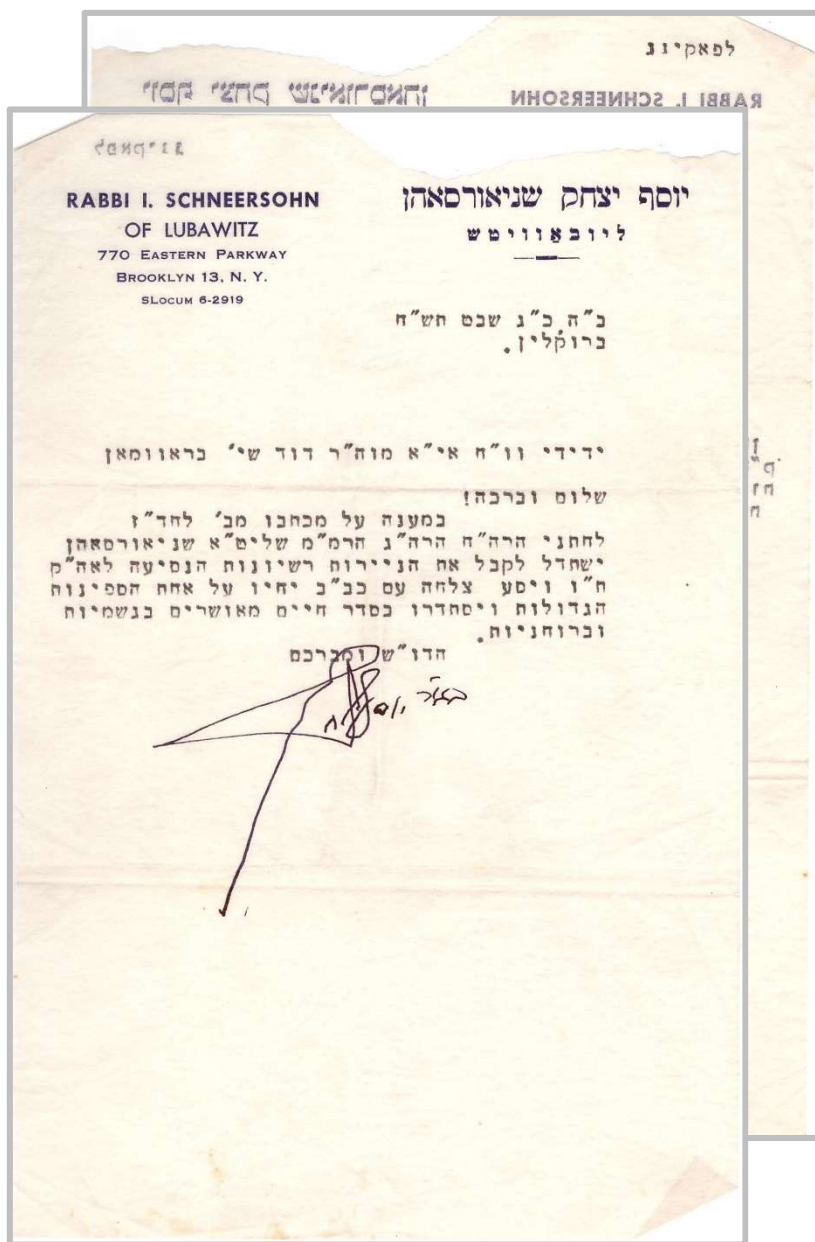 לפאקינג
RABBI I. SCHNEERSOHN
יוסף יצחק שניאורסאהן
RABBI I. SCHNEERSOHN
OF LUBAWITZ
770 EASTERN PARKWAY
BROOKLYN 13, N. Y.
SLOCUM 6-2919
יוסף יצחק שניאורסאהן
ליובאוויטש
ב"ה, כ"ג שבט תש"ח
ברוקלין.
ידידי וו"ח אי"א מוה"ר דוד שי' בראוומאן
שלום וברכה!
במענה על מכתבו מב' לחד"ז
לחתני הרה"ח הרה"ג הרמ"מ שליט"א שניאורסאהן
ישתדל לקבל את הניירות רשיונות הנסיעה לאה"ק
ת"ו ויסע צלחה עם כב"ב יחיו על אחת הספינות
הגדולות ויסתדרו בסדר חיים מאושרים בגשמיות
וברוחניות.
הדו"ש ומברכם